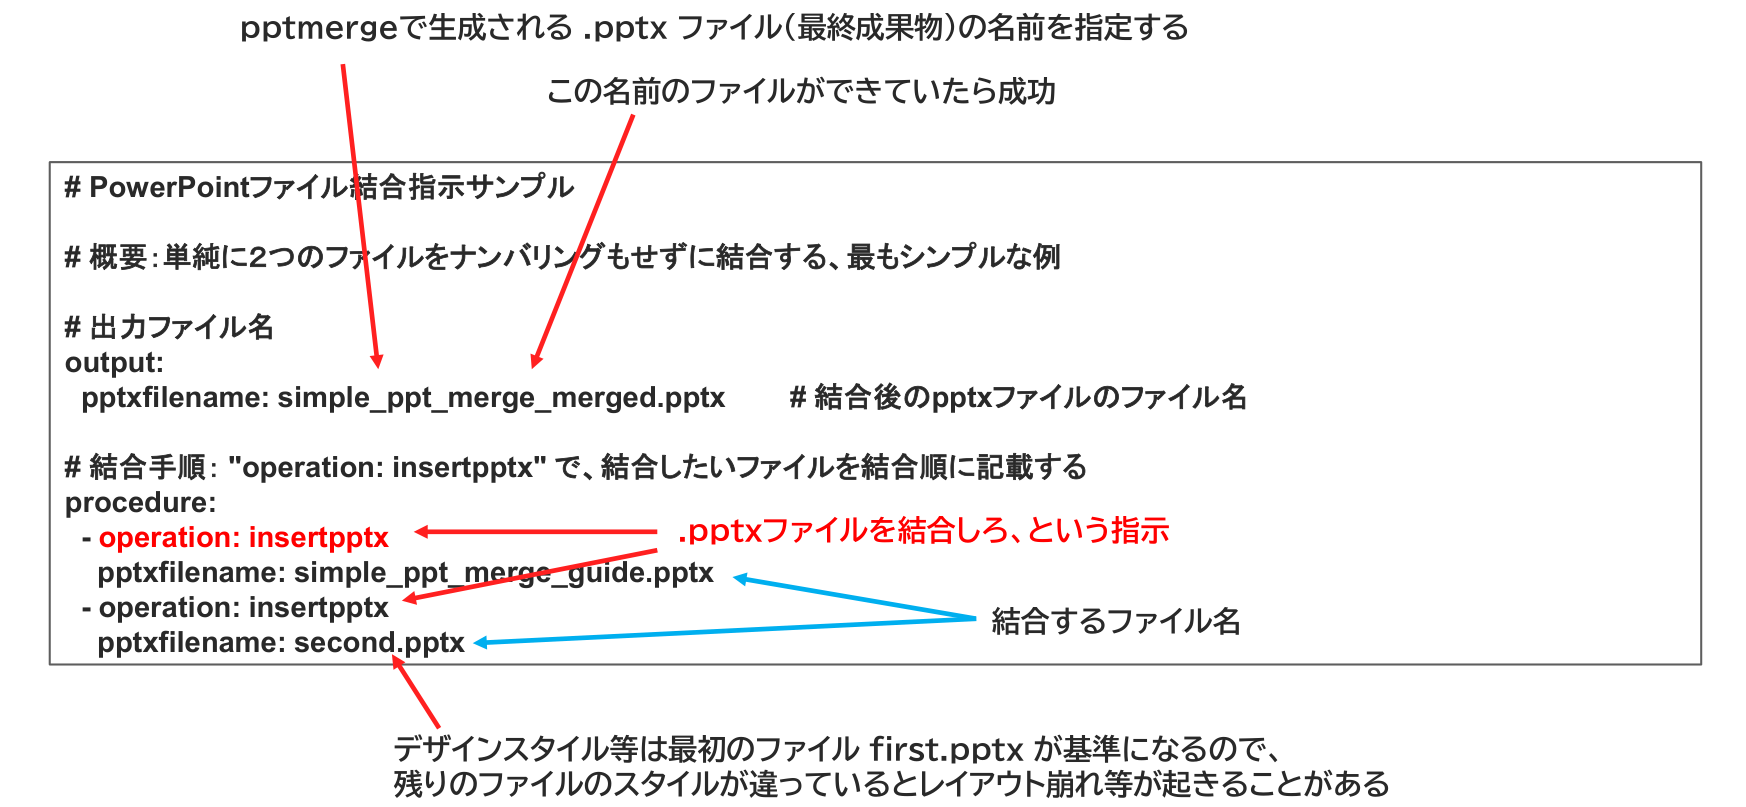 pptmergeで生成される .pptx ファイル(最終成果物)の名前を指定する
この名前のファイルができていたら成功
# PowerPointファイル結合指示サンプル
# 概要:単純に2つのファイルをナンバリングもせずに結合する、最もシンプルな例
# 出力ファイル名
output:
pptxfilename: simple_ppt_merge_merged.pptx # 結合後のpptxファイルのファイル名
# 結合手順: "operation: insertpptx" で、結合したいファイルを結合順に記載する
procedure:
- operation: insertpptx
.pptxファイルを結合しろ、という指示
pptxfilename: simple_ppt_merge_guide.pptx
- operation: insertpptx
結合するファイル名
pptxfilename: second.pptx
デザインスタイル等は最初のファイル first.pptx が基準になるので、
残りのファイルのスタイルが違っているとレイアウト崩れ等が起きることがある